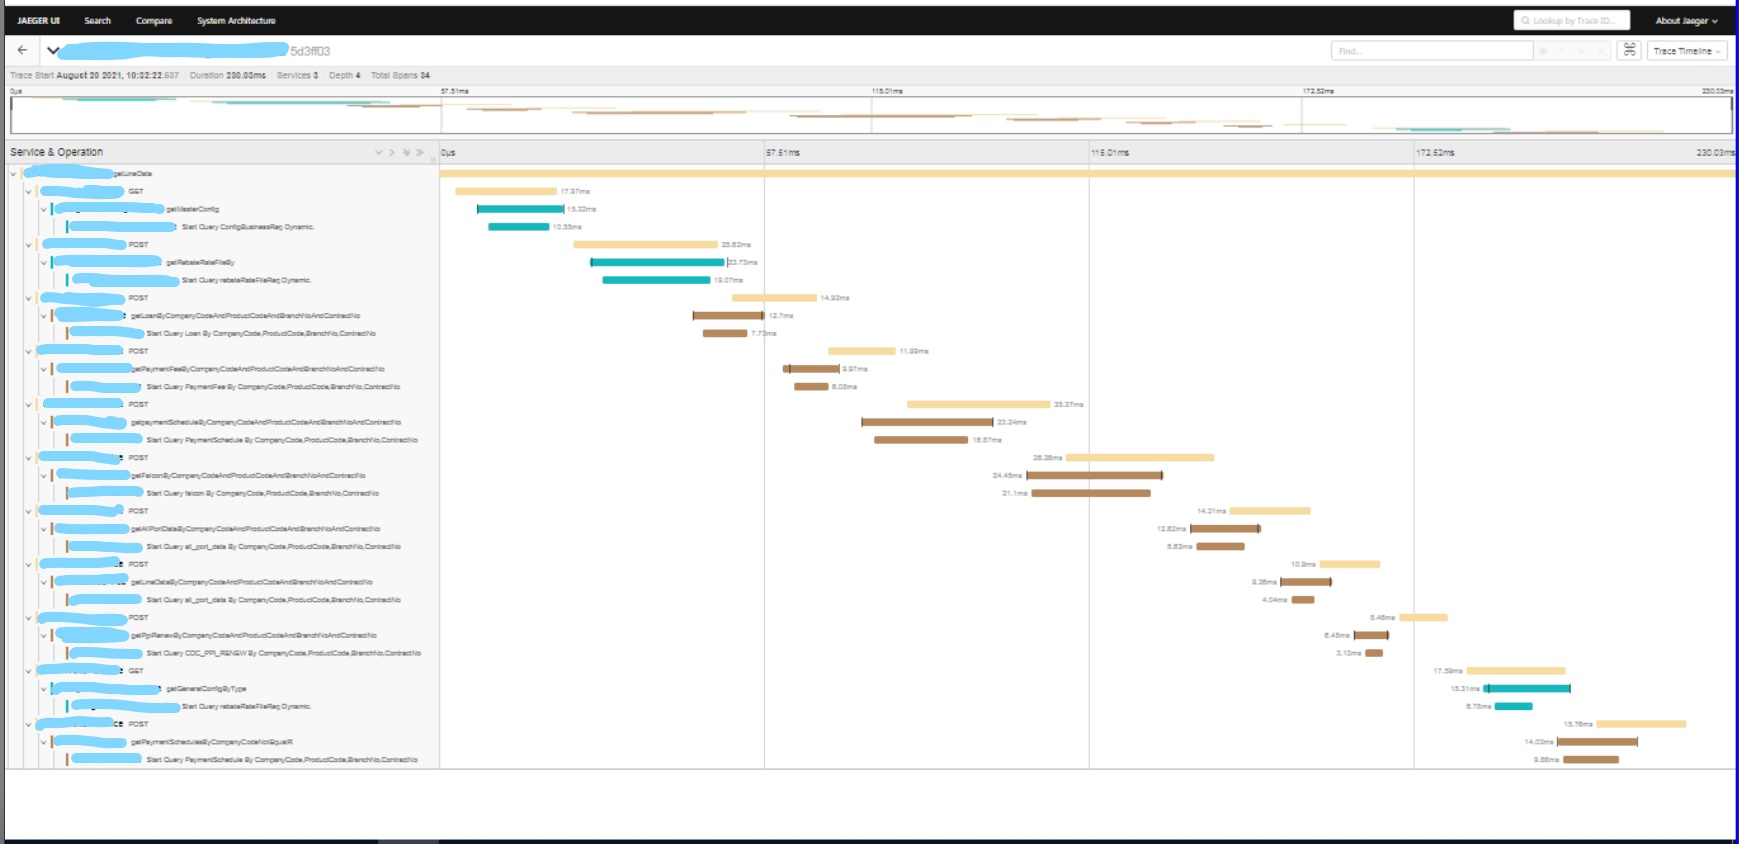 JAEGER UI Search Compare System Architecture Lookup by Trace ID... About Jaeger
5d3ff03 Find... Trace Timeline
Trace Start August 20 2021, 10:32:22.687 Duration 230.03ms Services 3 Depth 4 Total Spans 34
0μs 57.51ms 115.01ms 172.52ms 230.03ms
Service & Operation 0μs 57.51ms 115.01ms 172.52ms 230.03ms
getLineData
GET 17.97ms
getMasterConfig 15.22ms
Start Query ConfigBusinessReq Dynamic. 10.55ms
POST 25.62ms
getRebateRateFileBy 23.73ms
Start Query rebateRateFileReq Dynamic. 19.07ms
POST 14.92ms
getLoanByCompanyCodeAndProductCodeAndBranchNoAndContractNo 12.7ms
Start Query Loan By CompanyCode,ProductCode,BranchNo,ContractNo 7.73ms
POST 11.99ms
getPaymentFeeByCompanyCodeAndProductCodeAndBranchNoAndContractNo 9.97ms
Start Query PaymentFee By CompanyCode,ProductCode,BranchNo,ContractNo 6.05ms
POST 25.27ms
getpaymentScheduleByCompanyCodeAndProductCodeAndBranchNoAndContractNo 23.24ms
Start Query PaymentSchedule By CompanyCode,ProductCode,BranchNo,ContractNo 16.57ms
POST 26.26ms
getFalconByCompanyCodeAndProductCodeAndBranchNoAndContractNo 24.45ms
Start Query falcon By CompanyCode,ProductCode,BranchNo,ContractNo 21.1ms
POST 14.21ms
getAllPortDataByCompanyCodeAndProductCodeAndBranchNoAndContractNo 12.62ms
Start Query all_port_data By CompanyCode,ProductCode,BranchNo,ContractNo 8.62ms
POST 10.9ms
getLineDataByCompanyCodeAndProductCodeAndBranchNoAndContractNo 9.26ms
Start Query all_port_data By CompanyCode,ProductCode,BranchNo,ContractNo 4.04ms
POST 8.46ms
getPpiRenewByCompanyCodeAndProductCodeAndBranchNoAndContractNo 6.45ms
Start Query CDC_PPI_RENEW By CompanyCode,ProductCode,BranchNo,ContractNo 3.13ms
GET 17.59ms
getGeneralConfigByType 15.31ms
Start Query rebateRateFileReq Dynamic. 6.78ms
POST 15.76ms
getPaymentSchedulesByCompanyCodeNotEqualR 14.03ms
Start Query PaymentSchedule By CompanyCode,ProductCode,BranchNo,ContractNo 9.86ms